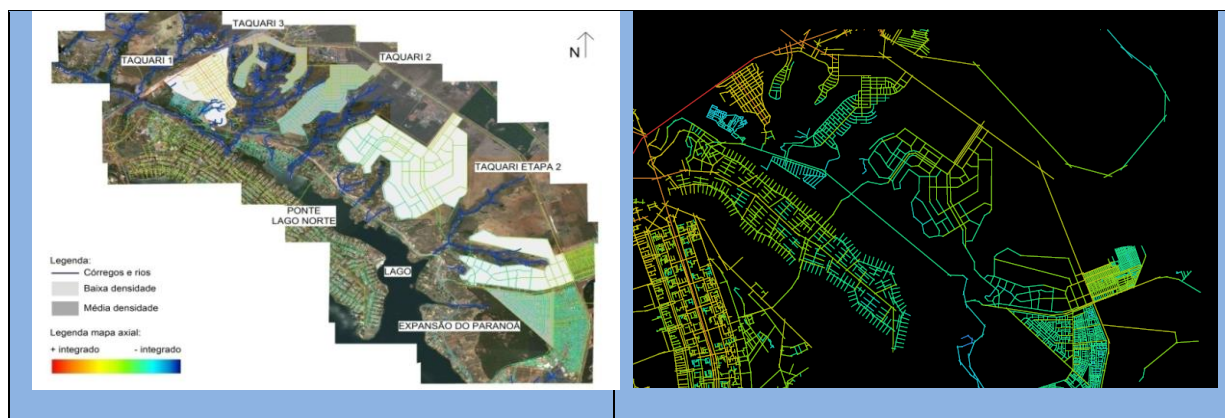 TAQUARI 3
N
TAQUARI 1
TAQUARI 2
TAQUARI ETAPA 2
PONTE
LAGO NORTE
LAGO
EXPANSÃO DO PARANOÁ
Legenda:
Córregos e rios
Baixa densidade
Média densidade
Legenda mapa axial:
+ integrado - integrado